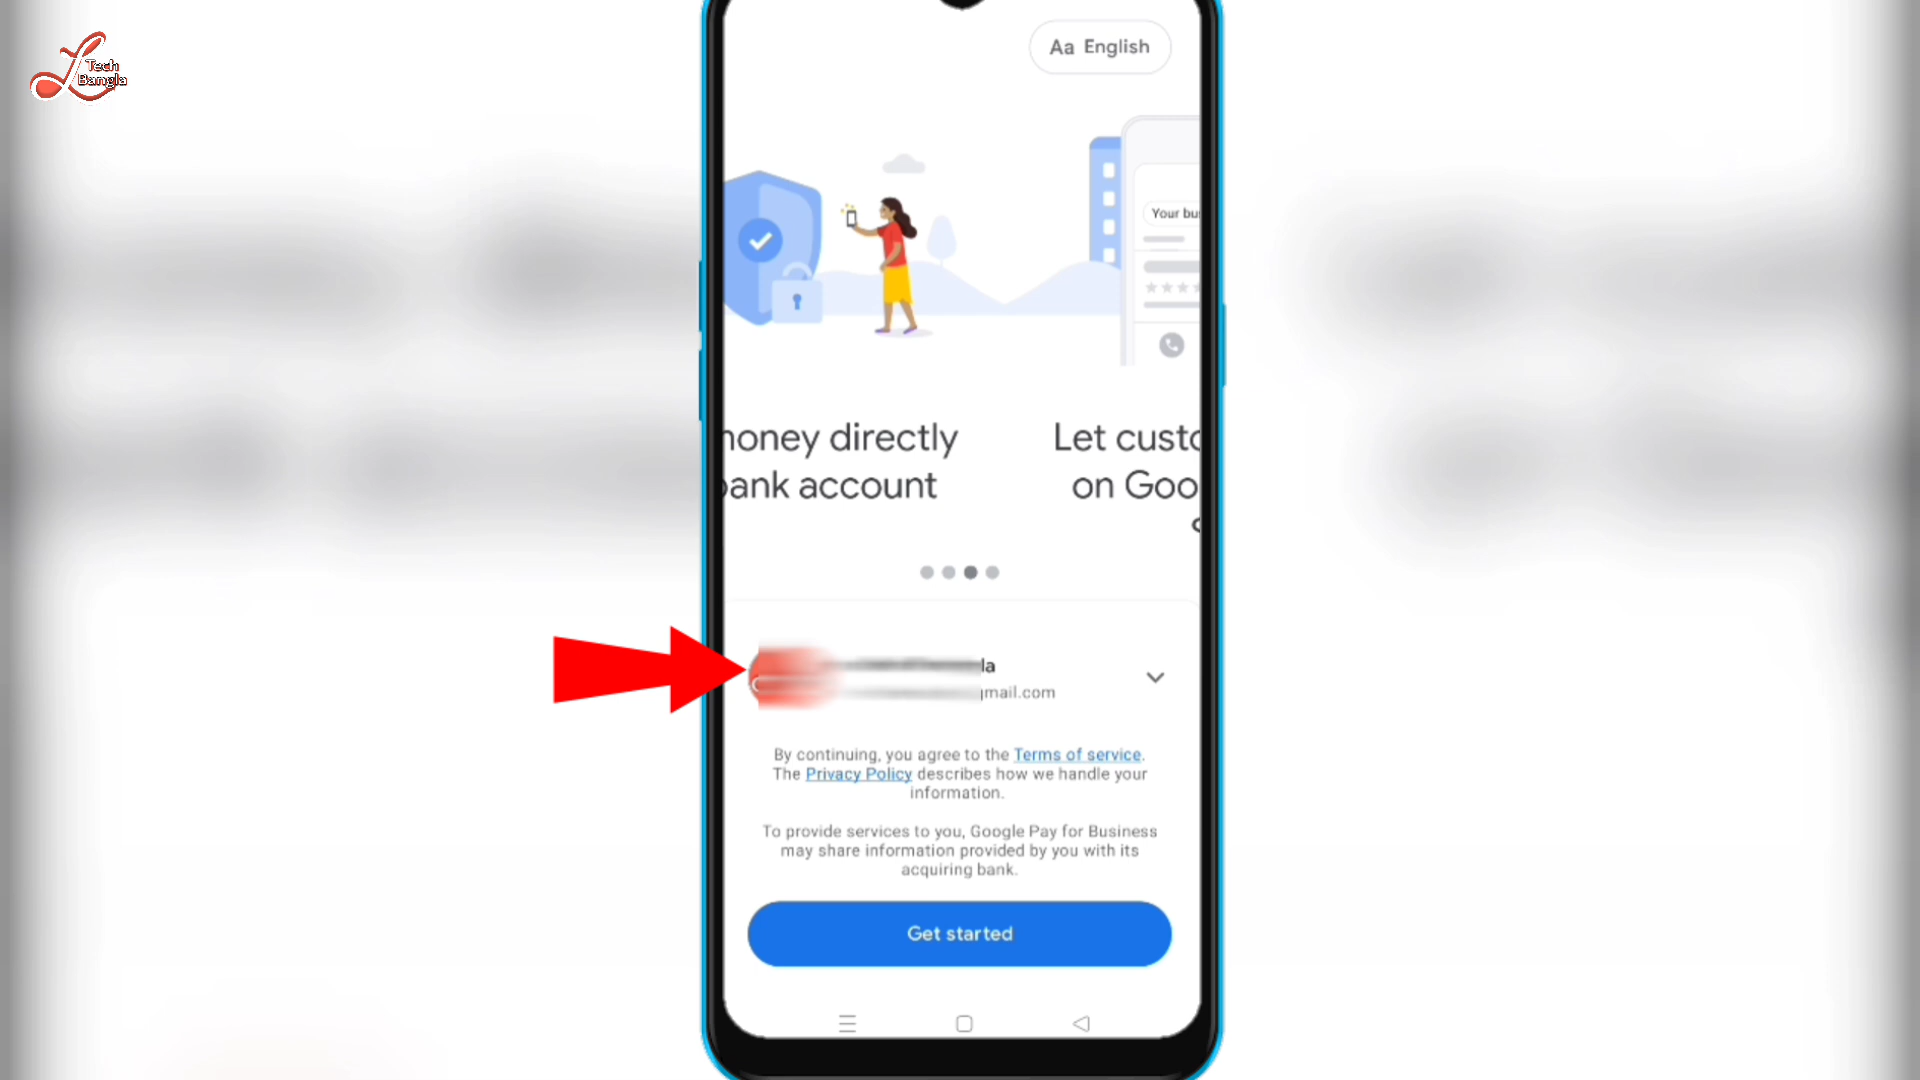 Tech
Bangla
Aa English
Your bus
money directly
bank account
Let custo
on Goo
la
gmail.com
By continuing, you agree to the Terms of service.
The Privacy Policy describes how we handle your
information.
To provide services to you, Google Pay for Business
may share information provided by you with its
acquiring bank.
Get started